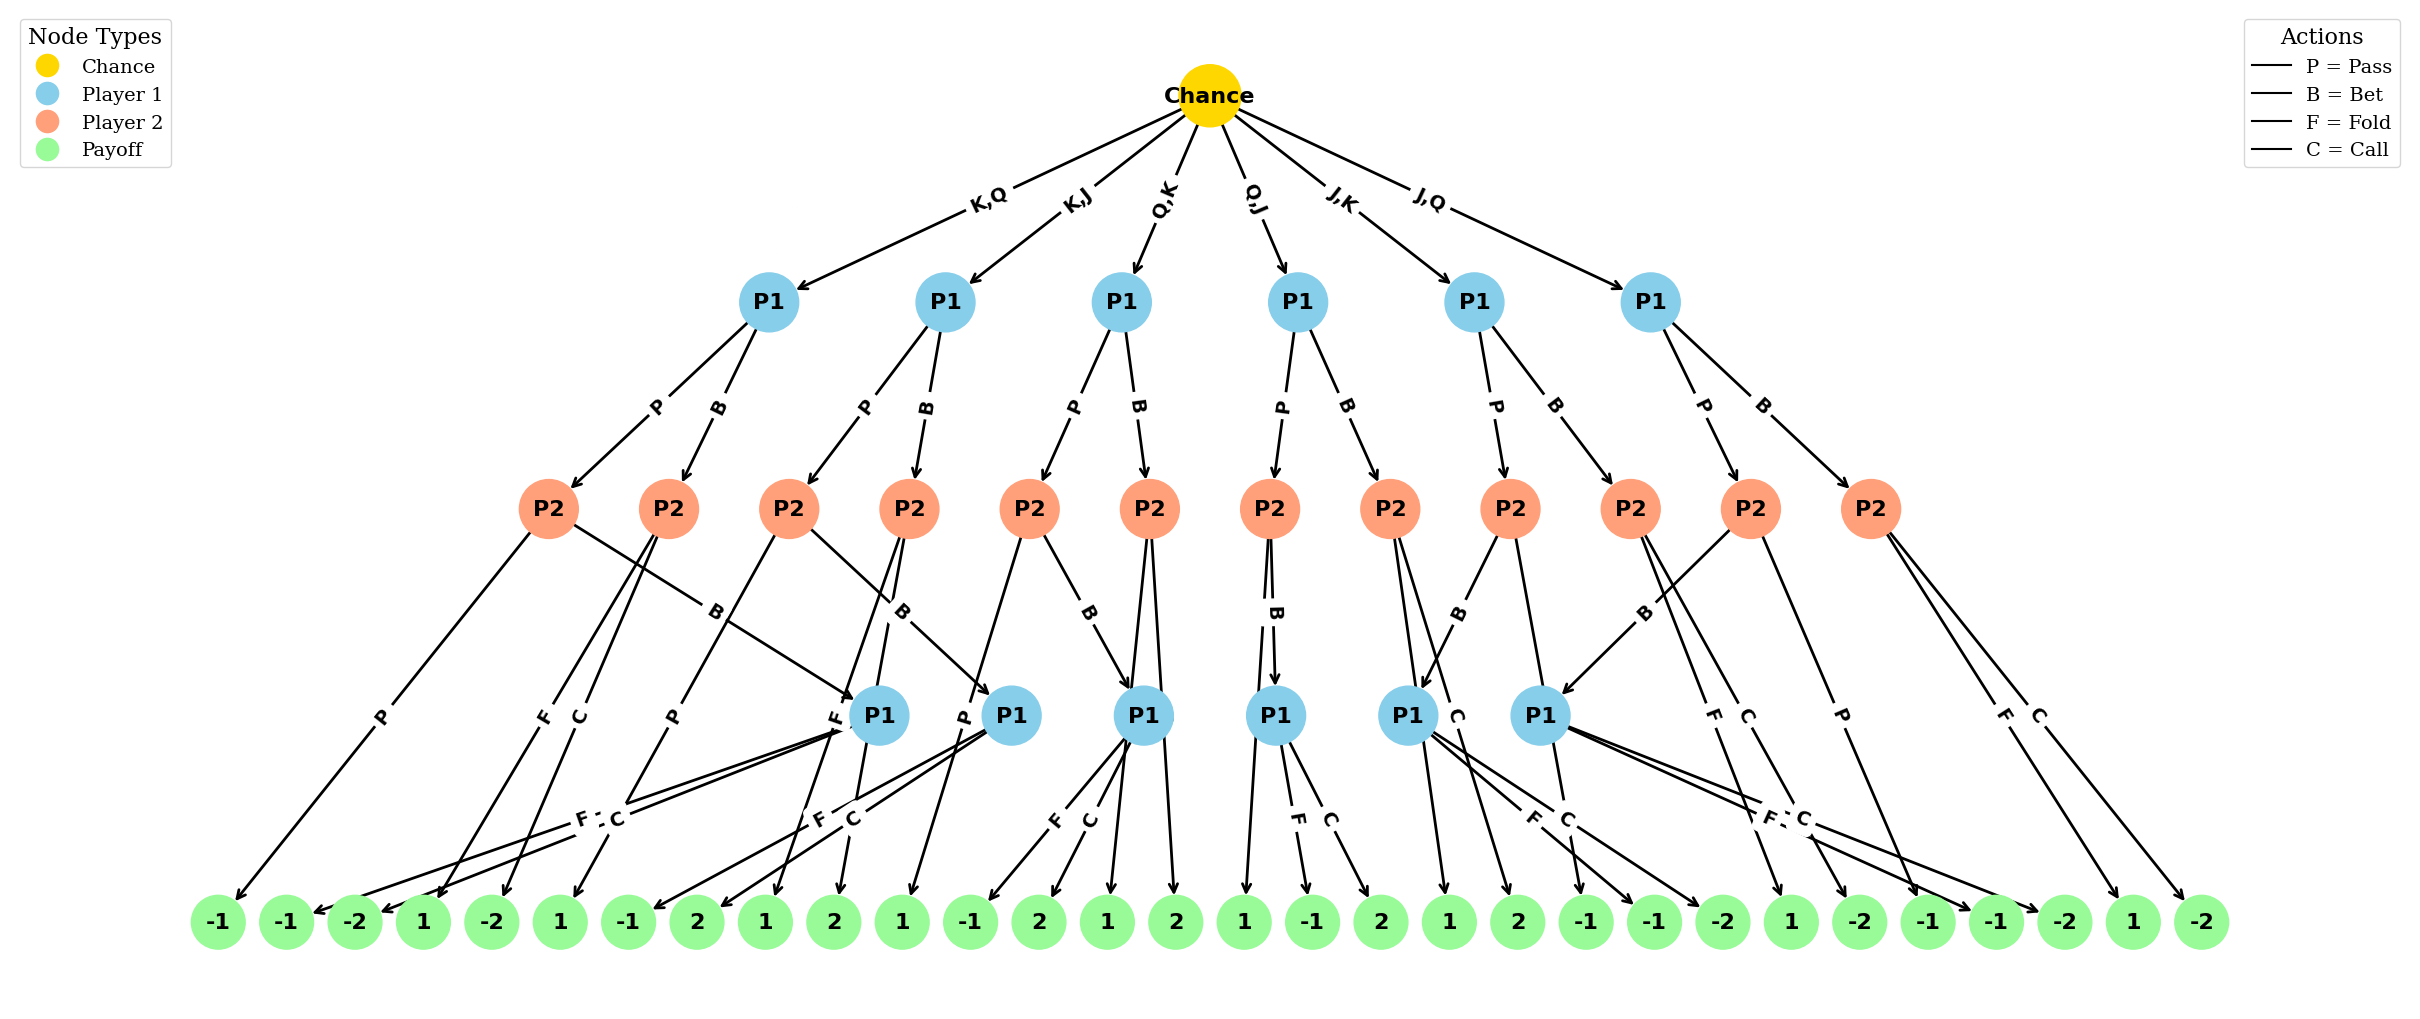 Node Types
Chance
Player 1
Player 2
Payoff
Actions
P = Pass
B = Bet
F = Fold
C = Call
Chance
K,Q
K,J
Q,K
Q,J
J,K
J,Q
P1 P1 P1 P1 P1 P1
P B P B P B P B P B P B
P2 P2 P2 P2 P2 P2 P2 P2 P2 P2 P2 P2
B B B B B B
P1 P1 P1 P1 P1 P1
P F C P F P C F C P F C
F C F C F C F C F C F C
-1 -1 -2 1 -2 1 -1 2 1 2 1 -1 2 1 2 1 -1 2 1 2 -1 -1 -2 1 -2 -1 -1 -2 1 -2